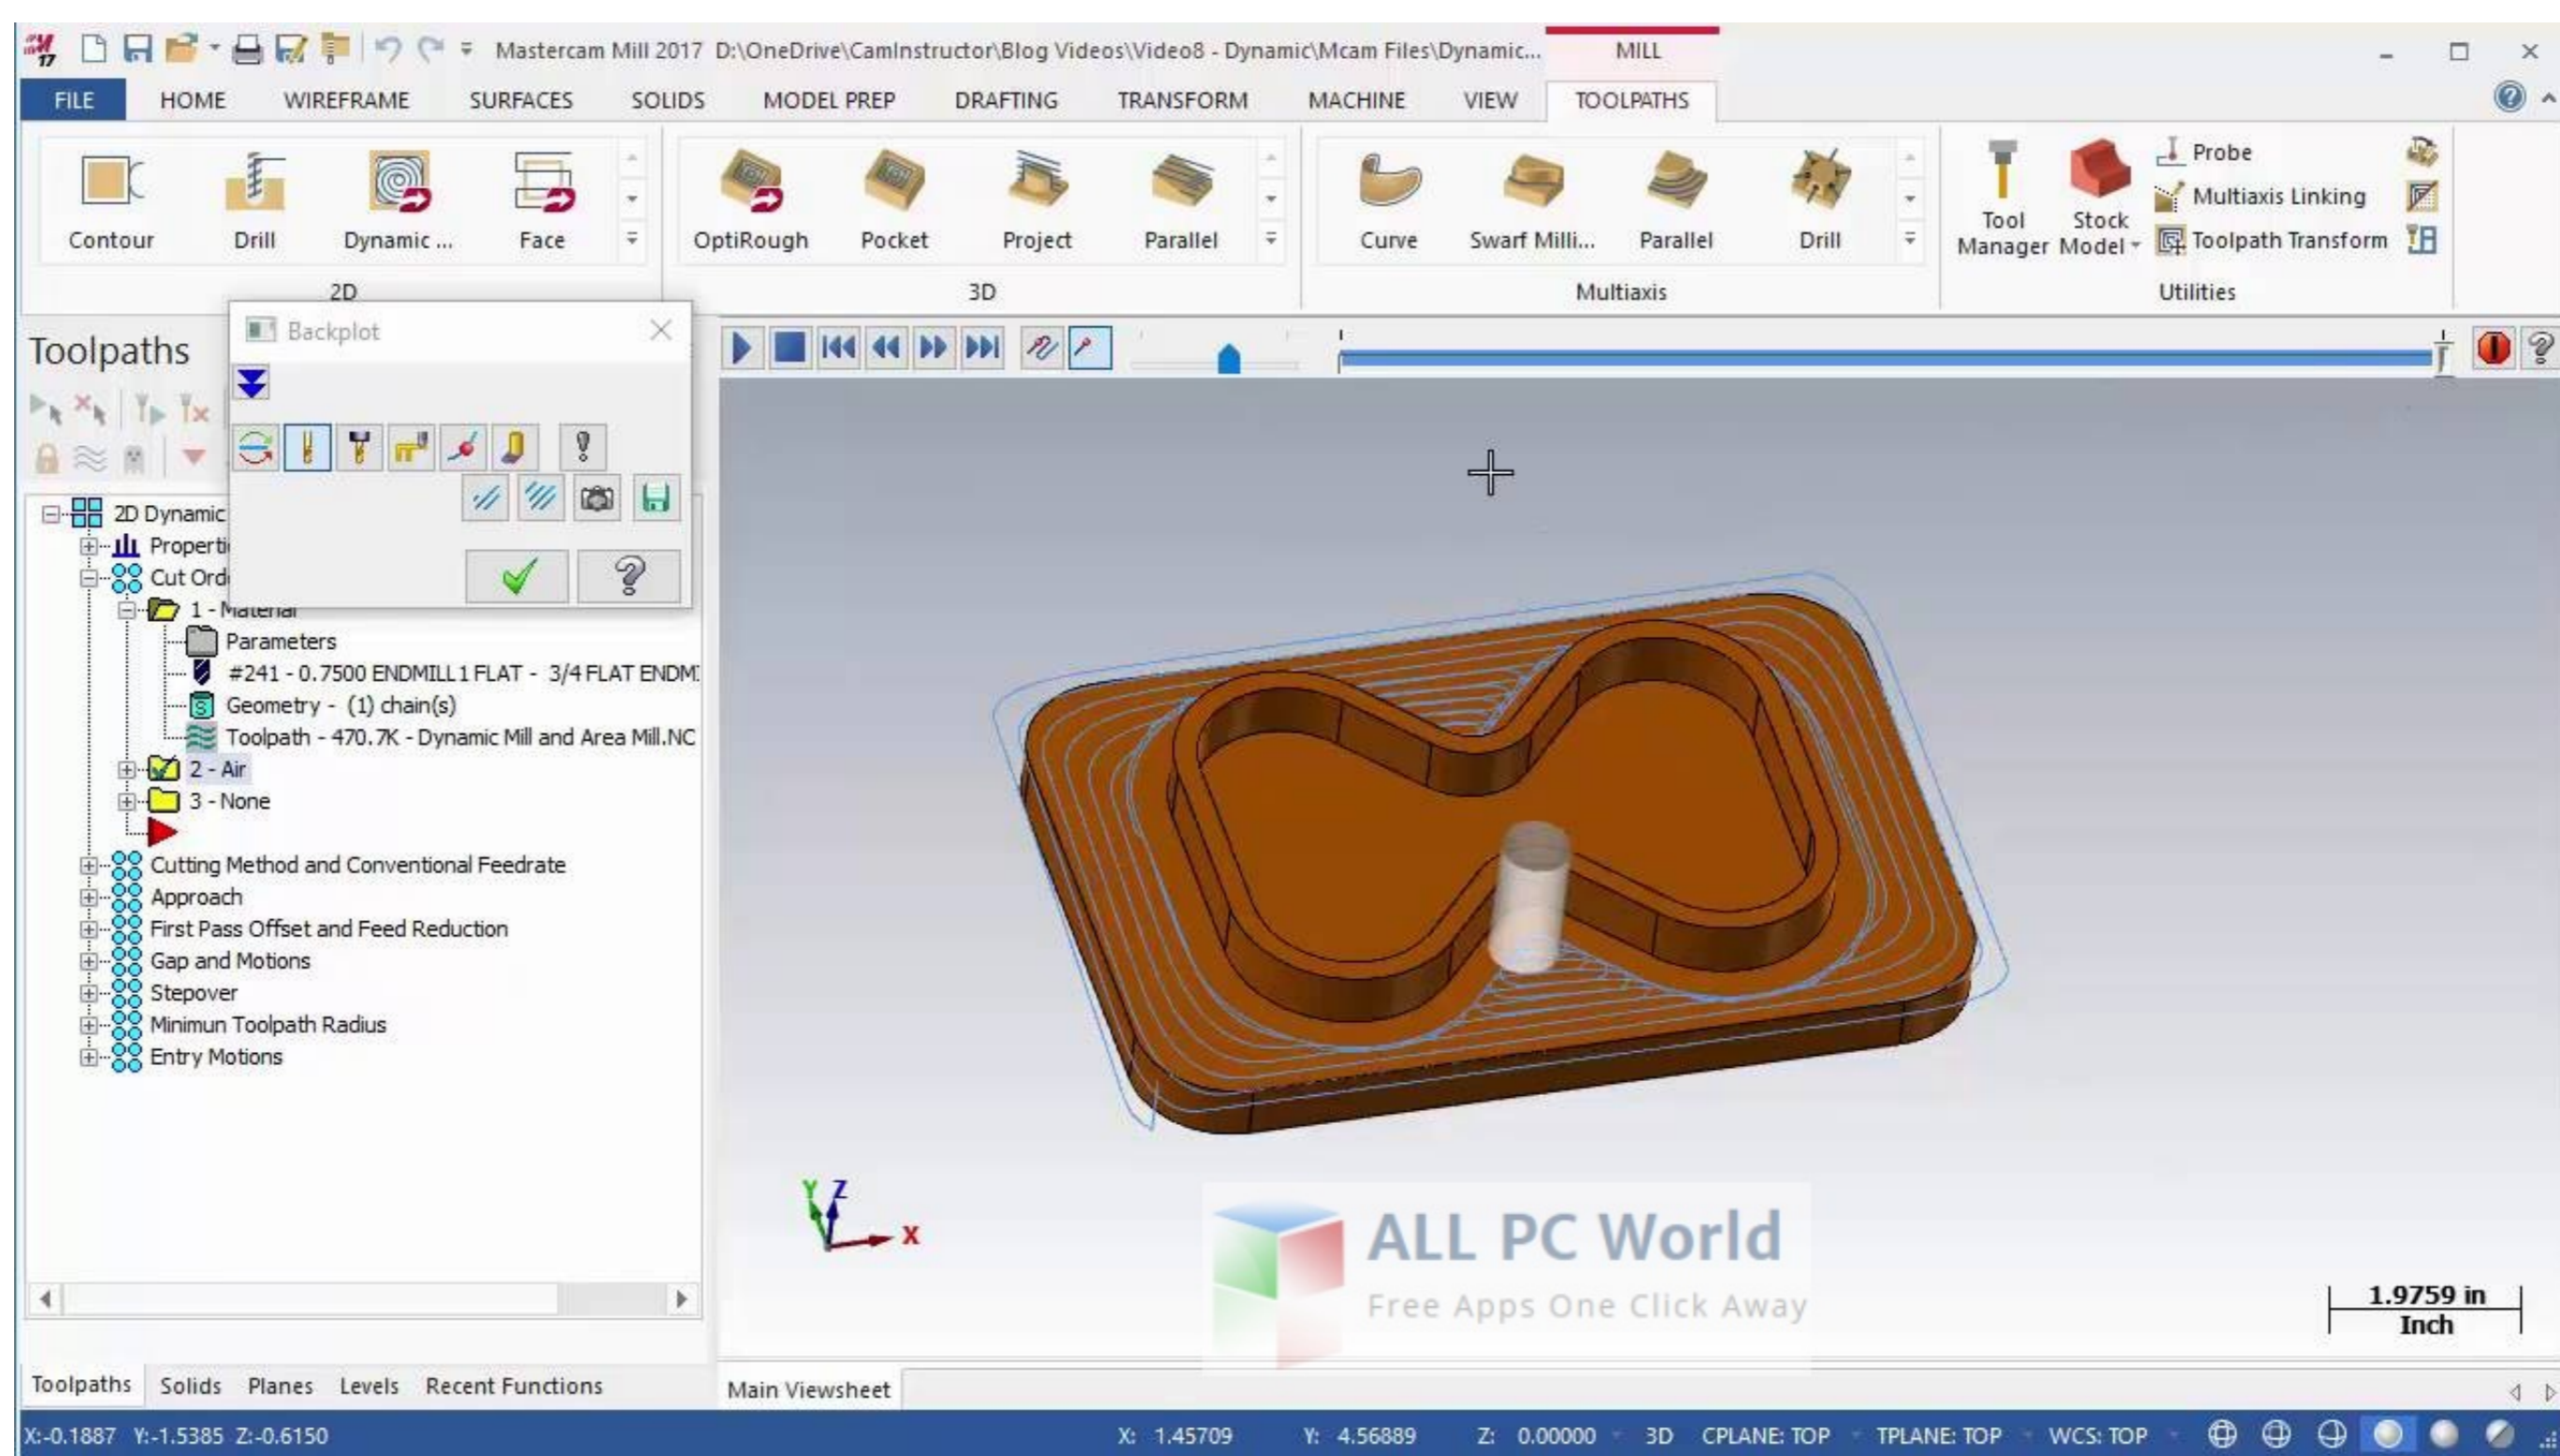 17 Mastercam Mill 2017 D:\OneDrive\CamInstructor\Blog Videos\Video8 - Dynamic\Mcam Files\Dynamic... MILL
FILE HOME WIREFRAME SURFACES SOLIDS MODEL PREP DRAFTING TRANSFORM MACHINE VIEW TOOLPATHS
Contour Drill Dynamic ... Face
2D
OptiRough Pocket Project Parallel
3D
Curve Swarf Milli... Parallel Drill
Multiaxis
Tool Manager
Stock Model
Probe
Multiaxis Linking
Toolpath Transform
Utilities
Toolpaths
Backplot
2D Dynamic
Properti
Cut Ord
1 - Material
Parameters
#241 - 0.7500 ENDMILL1 FLAT - 3/4 FLAT ENDM
Geometry - (1) chain(s)
Toolpath - 470.7K - Dynamic Mill and Area Mill.NC
2 - Air
3 - None
Cutting Method and Conventional Feedrate
Approach
First Pass Offset and Feed Reduction
Gap and Motions
Stepover
Minimun Toolpath Radius
Entry Motions
Y Z X
ALL PC World
Free Apps One Click Away
1.9759 in
Inch
Toolpaths Solids Planes Levels Recent Functions
Main Viewsheet
X:-0.1887 Y:-1.5385 Z:-0.6150 X: 1.45709 Y: 4.56889 Z: 0.00000 3D CPLANE: TOP TPLANE: TOP WCS: TOP